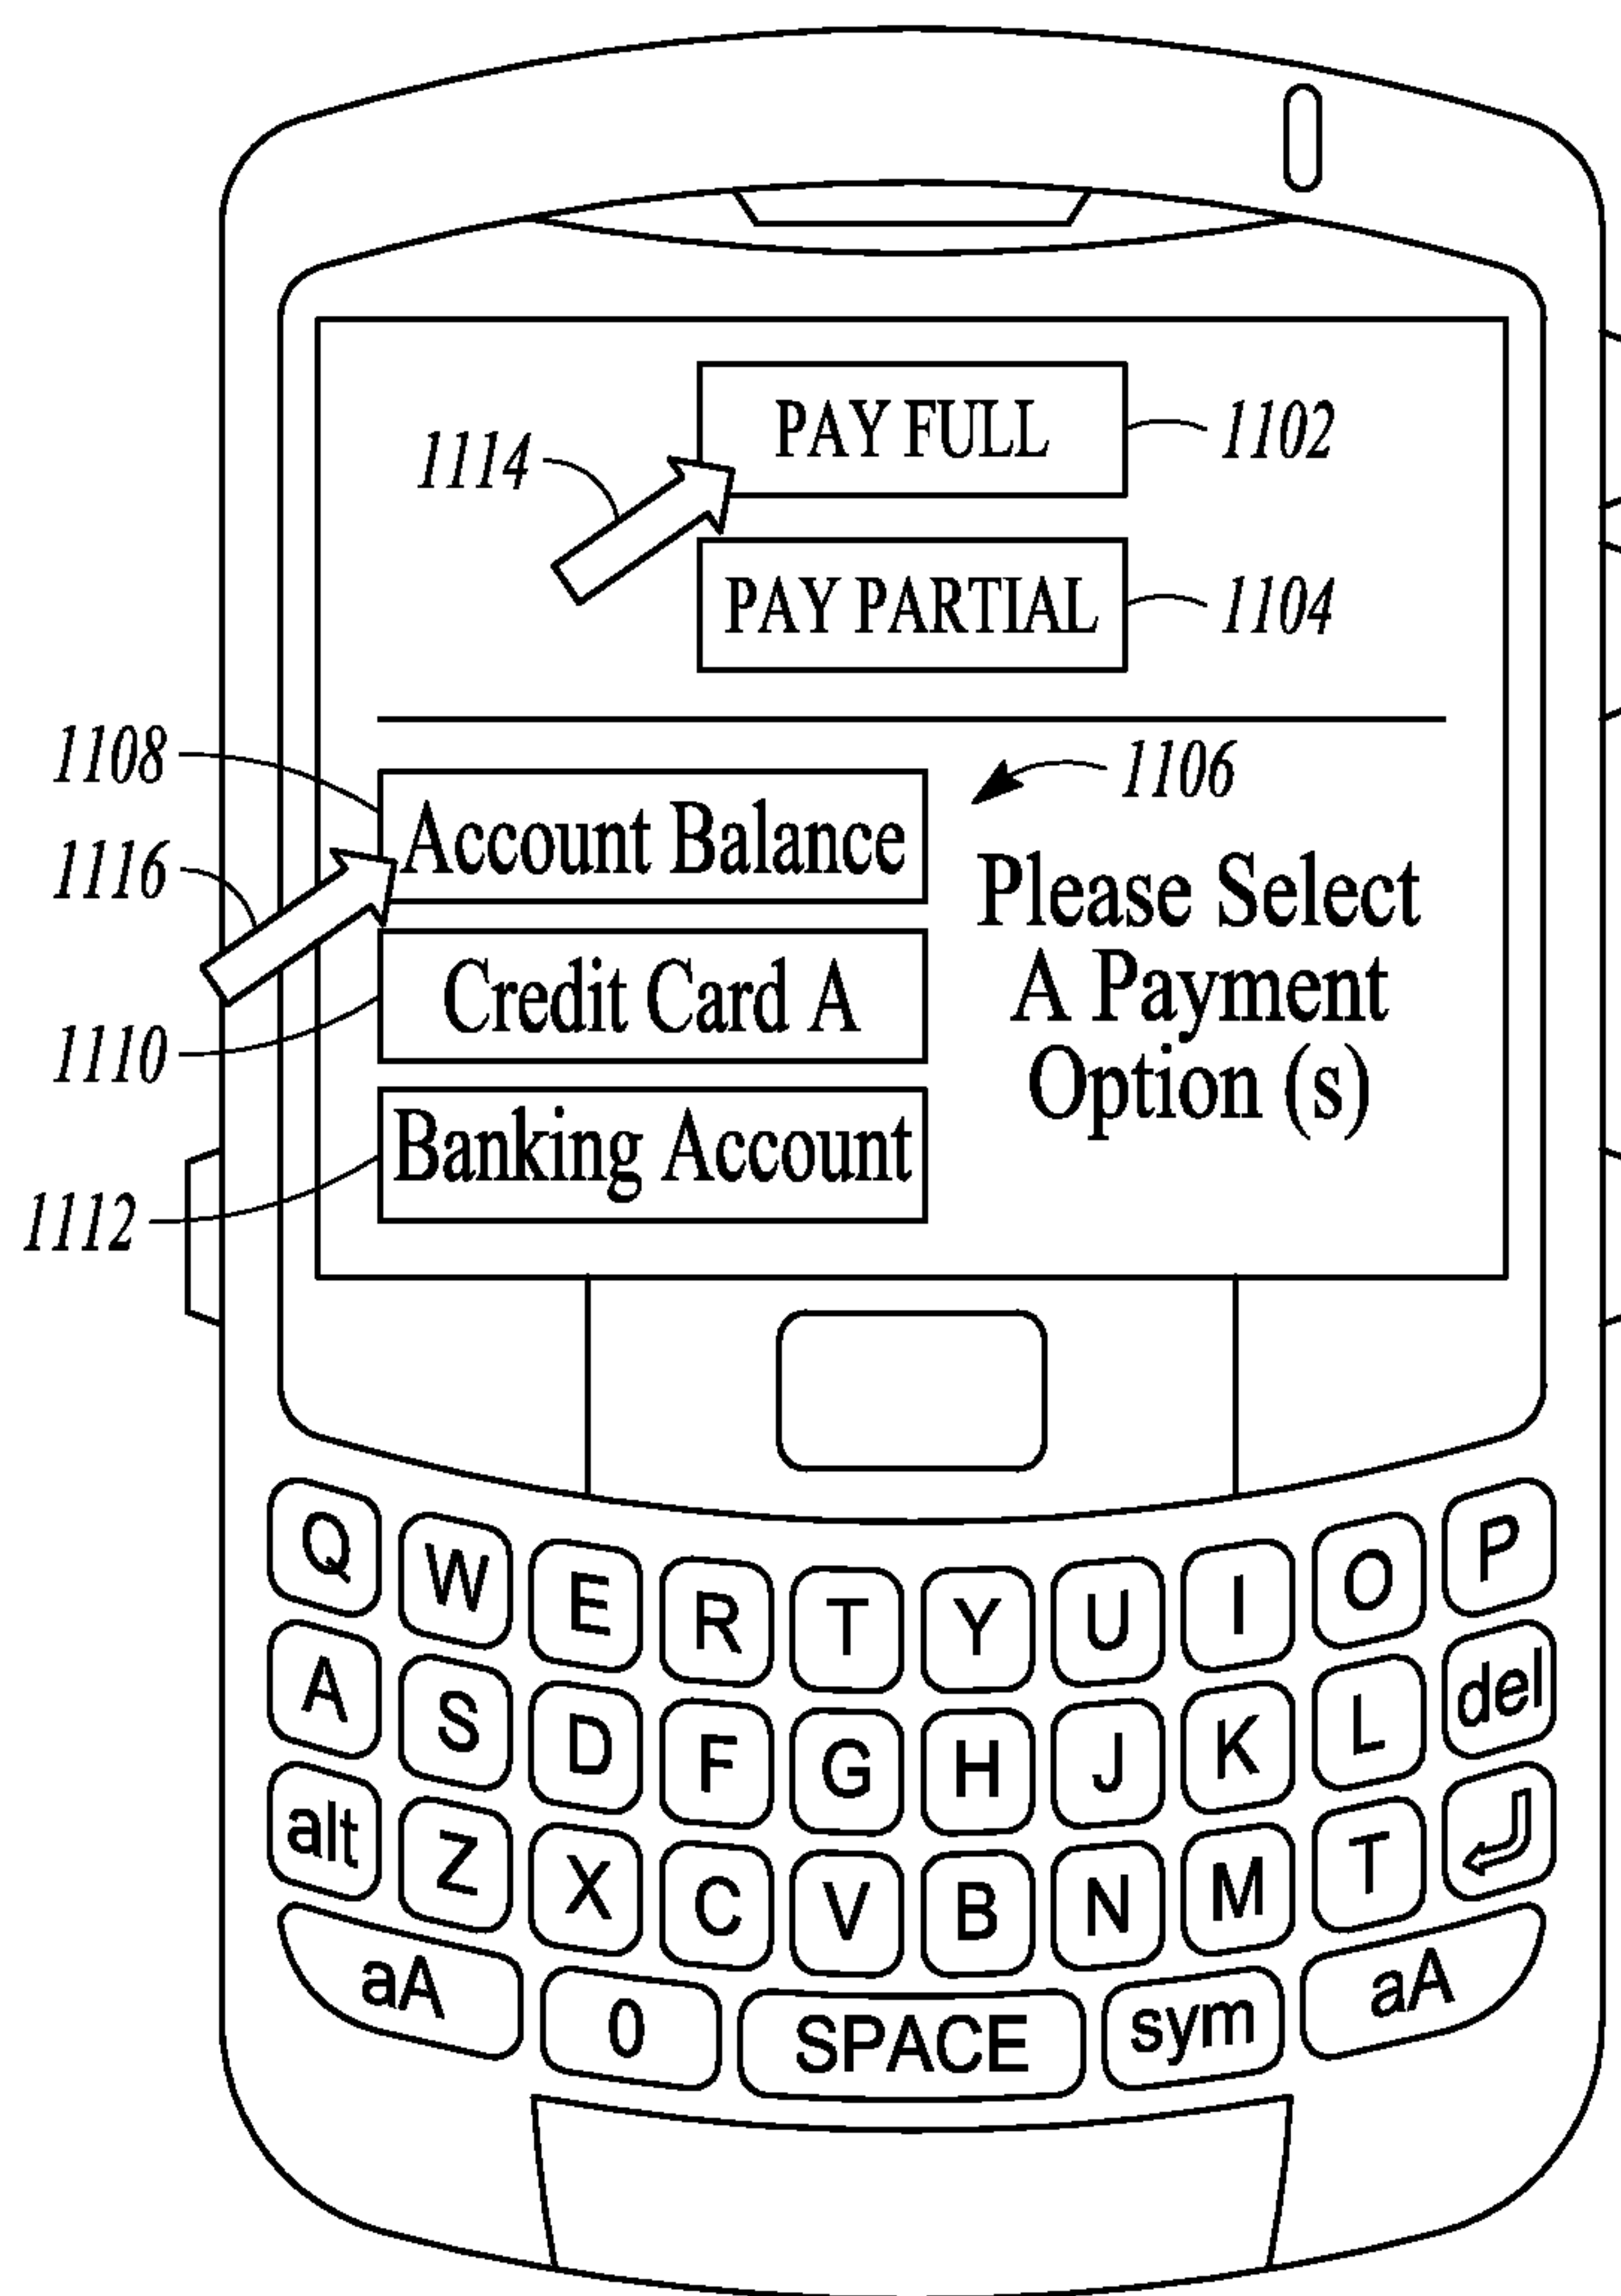 PAY FULL
1102
1114
PAY PARTIAL
1104
1108
1106
Account Balance
1116
Please Select
A Payment
Option (s)
Credit Card A
1110
Banking Account
1112
Q W E R T Y U I O P
A S D F G H J K L del
alt Z X C V B N M T
aA 0 SPACE sym aA